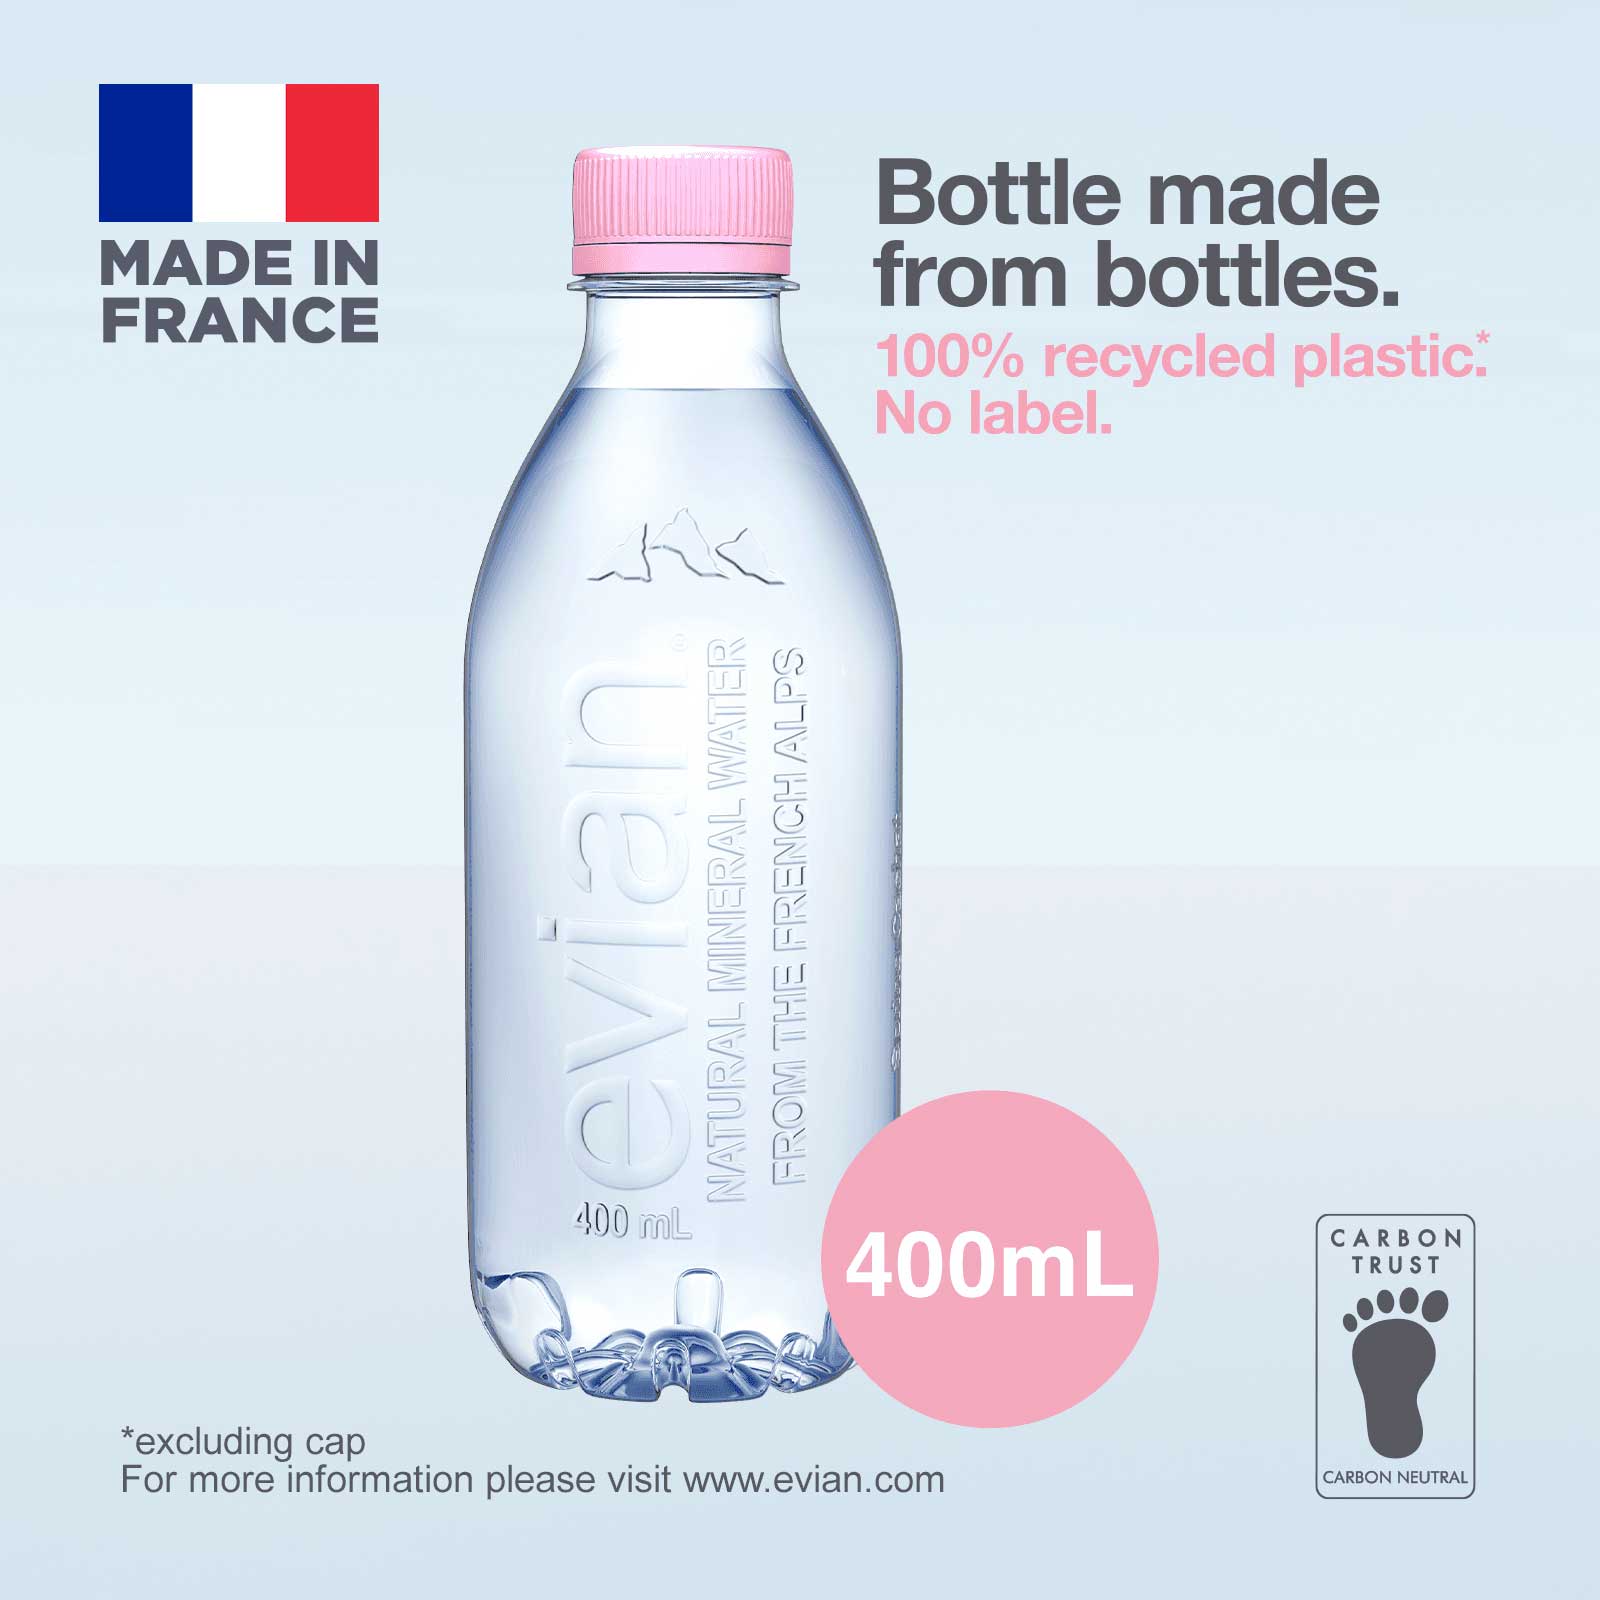 MADE IN
FRANCE
Bottle made
from bottles.
100% recycled plastic.*
No label.
evian®
NATURAL MINERAL WATER
FROM THE FRENCH ALPS
400 mL
400mL
CARBON
TRUST
CARBON NEUTRAL
*excluding cap
For more information please visit www.evian.com